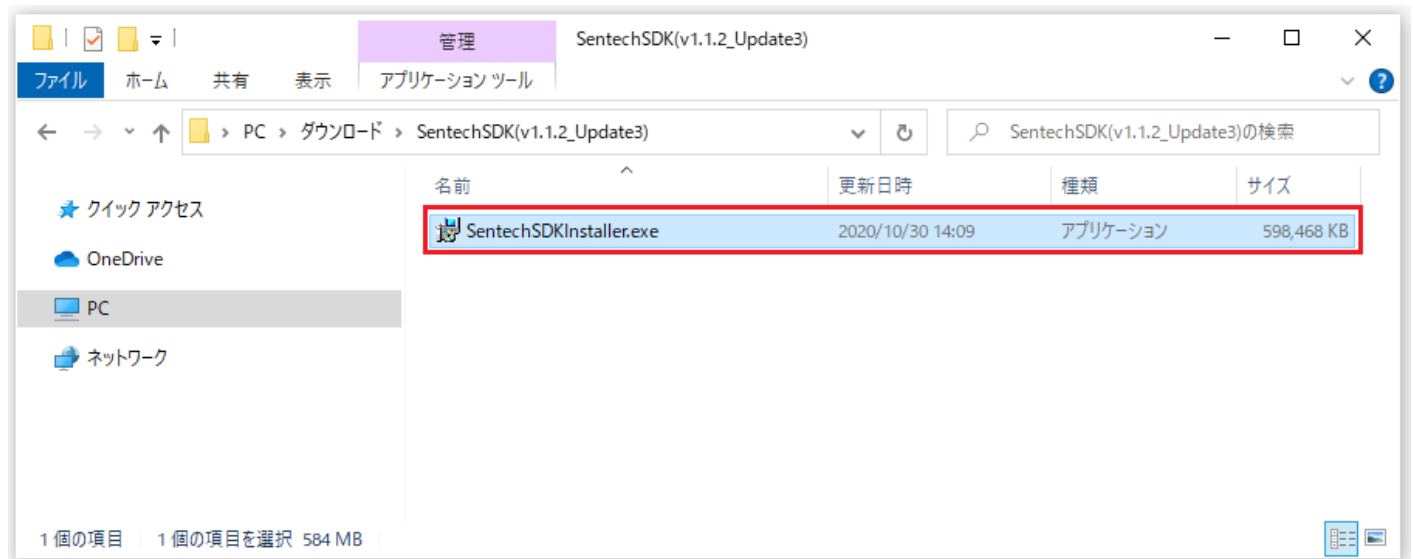 管理 SentechSDK(v1.1.2_Update3)
ファイル ホーム 共有 表示 アプリケーション ツール
PC ダウンロード SentechSDK(v1.1.2_Update3) SentechSDK(v1.1.2_Update3)の検索
名前 更新日時 種類 サイズ
クイック アクセス
SentechSDKInstaller.exe 2020/10/30 14:09 アプリケーション 598,468 KB
OneDrive
PC
ネットワーク
1 個の項目 1 個の項目を選択 584 MB